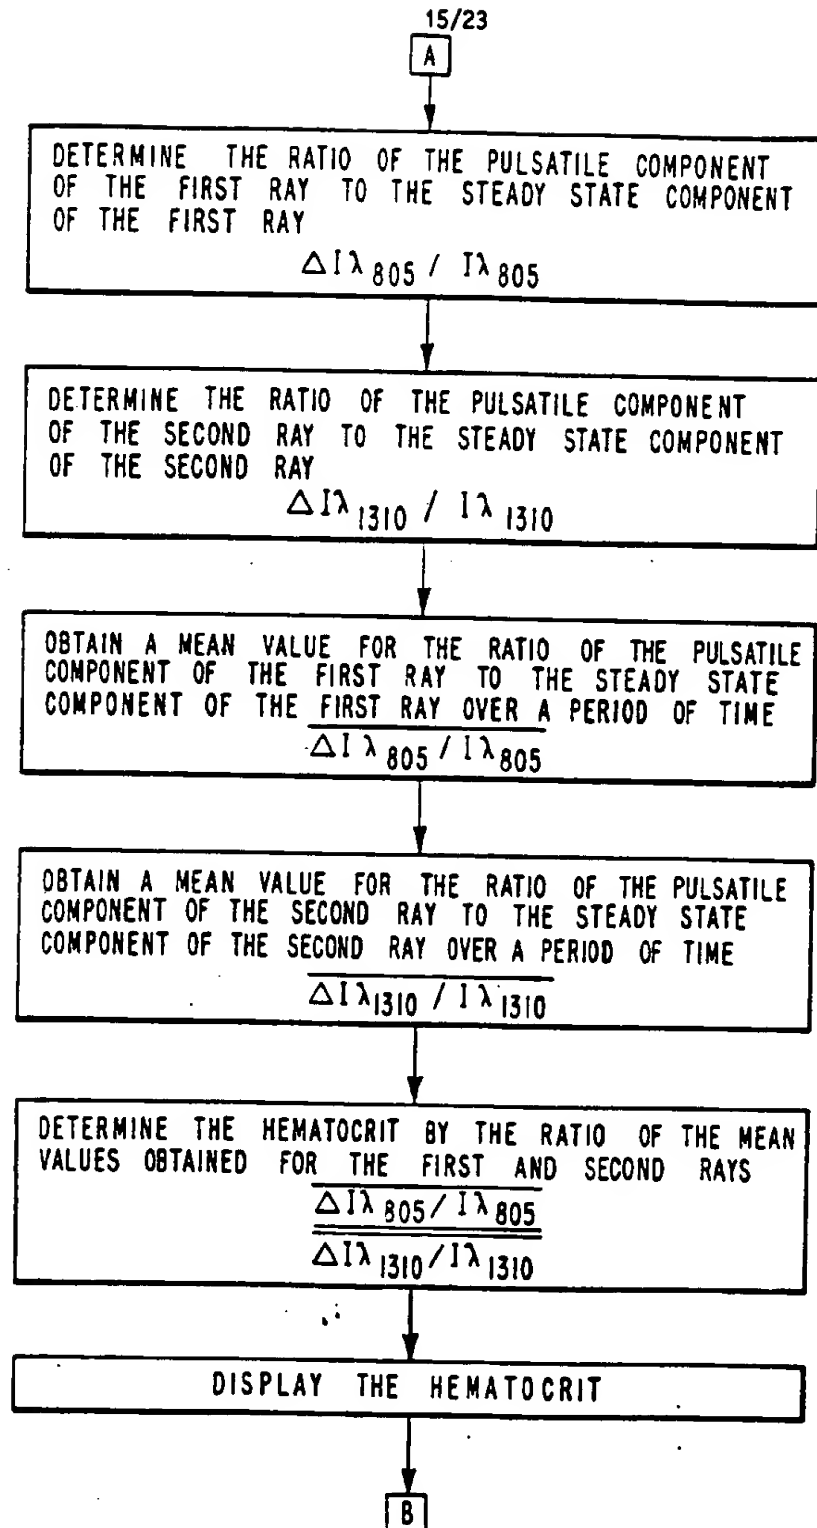 15/23
A
DETERMINE THE RATIO OF THE PULSATILE COMPONENT
OF THE FIRST RAY TO THE STEADY STATE COMPONENT
OF THE FIRST RAY
ΔIλ805 / Iλ805
DETERMINE THE RATIO OF THE PULSATILE COMPONENT
OF THE SECOND RAY TO THE STEADY STATE COMPONENT
OF THE SECOND RAY
ΔIλ1310 / Iλ1310
OBTAIN A MEAN VALUE FOR THE RATIO OF THE PULSATILE
COMPONENT OF THE FIRST RAY TO THE STEADY STATE
COMPONENT OF THE FIRST RAY OVER A PERIOD OF TIME
ΔIλ805 / Iλ805
OBTAIN A MEAN VALUE FOR THE RATIO OF THE PULSATILE
COMPONENT OF THE SECOND RAY TO THE STEADY STATE
COMPONENT OF THE SECOND RAY OVER A PERIOD OF TIME
ΔIλ1310 / Iλ1310
DETERMINE THE HEMATOCRIT BY THE RATIO OF THE MEAN
VALUES OBTAINED FOR THE FIRST AND SECOND RAYS
ΔIλ805 / Iλ805
ΔIλ1310 / Iλ1310
DISPLAY THE HEMATOCRIT
B